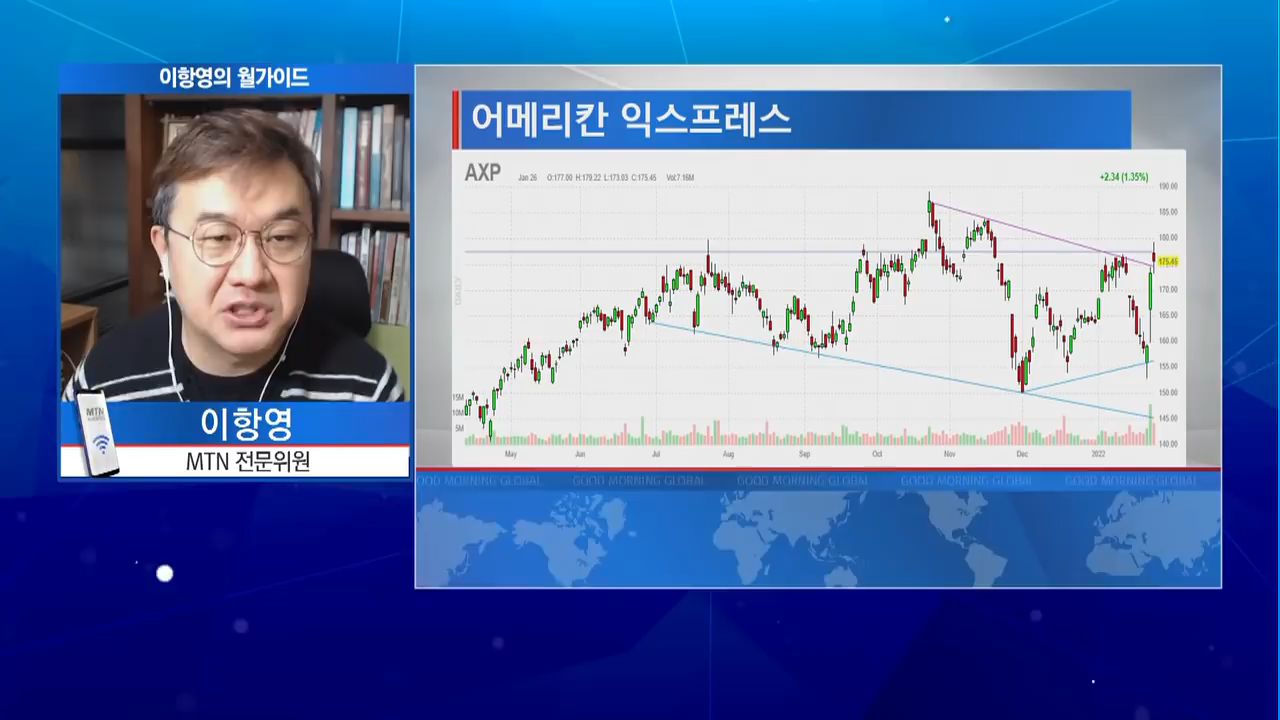 이항영의 월가이드
어메리칸 익스프레스
AXP
Jan 26 O:177.00 H:179.22 L:173.03 C:175.45 Vol:7.16M
+2.34 (1.35%)
190.00
185.00
180.00
175.45
170.00
165.00
160.00
155.00
150.00
145.00
140.00
15M
10M
5M
May Jun Jul Aug Sep Oct Nov Dec 2022
MTN
이항영
MTN 전문위원
OOD MORNING GLOBAL GOOD MORNING GLOBAL GOOD MORNING GLOBAL GOOD MORNING GLOBAL GOOD MORNING GLOBAL